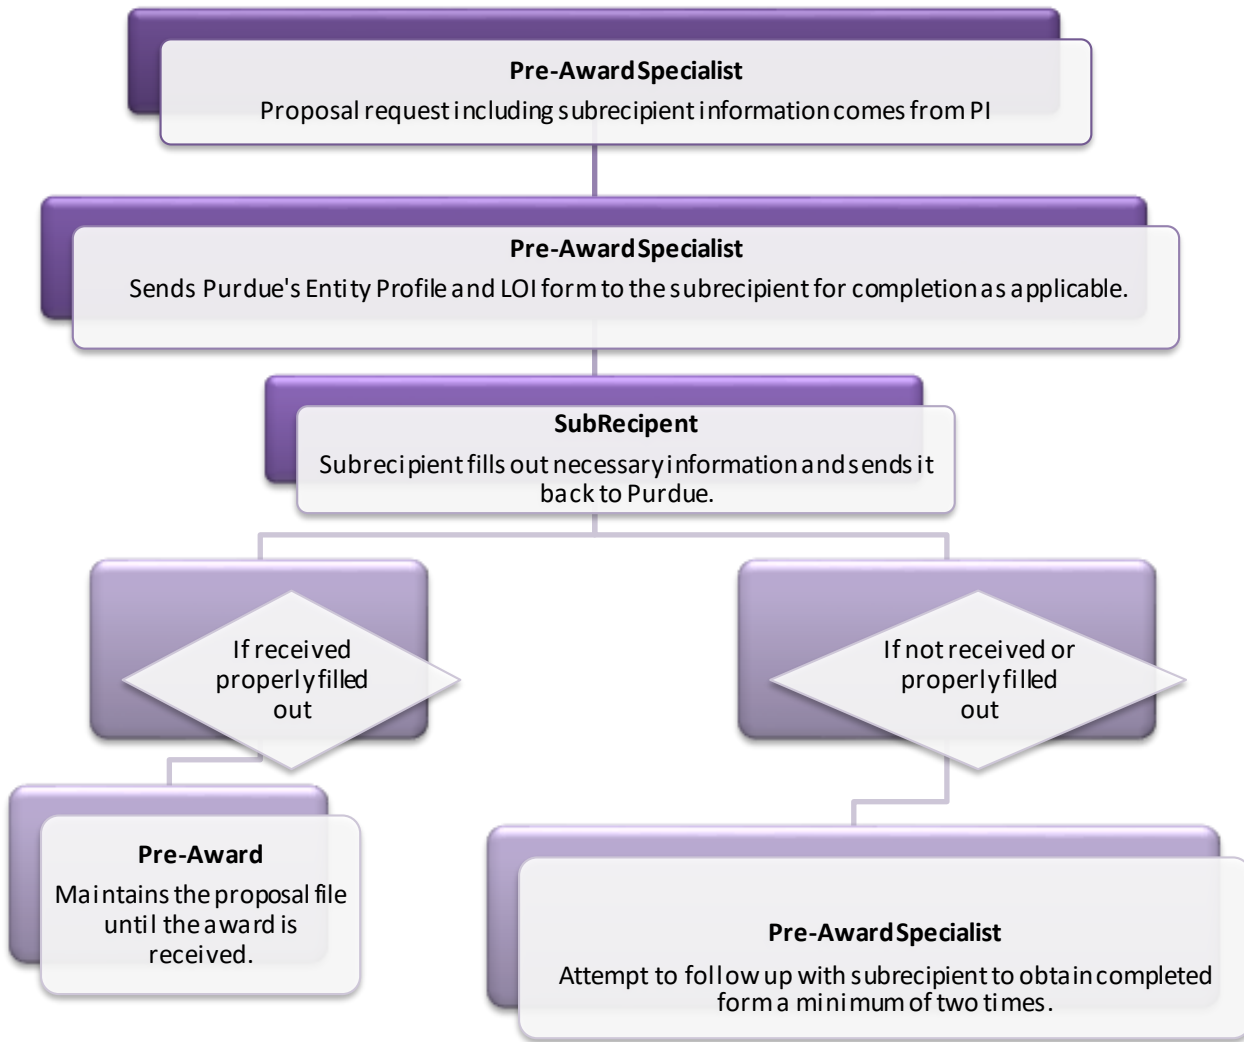 Pre-Award Specialist
Proposal request including subrecipient information comes from PI
Pre-Award Specialist
Sends Purdue's Entity Profile and LOI form to the subrecipient for completion as applicable.
SubRecipent
Subrecipient fills out necessary information and sends it
back to Purdue.
If received
properly filled
out
If not received or
properly filled
out
Pre-Award
Maintains the proposal file
until the award is
received.
Pre-Award Specialist
Attempt to follow up with subrecipient to obtain completed
form a minimum of two times.